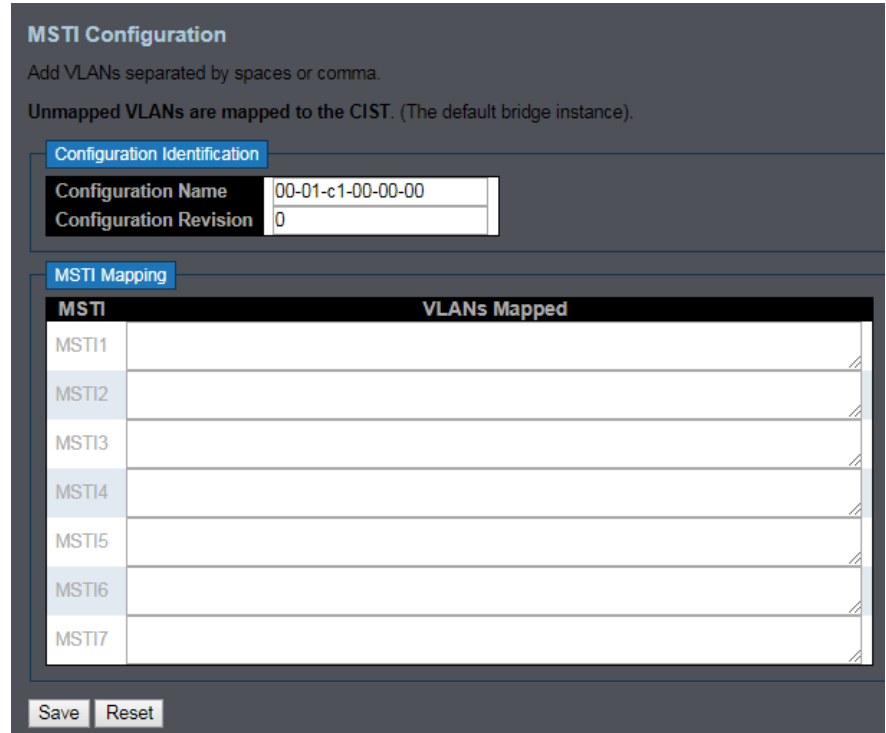 MSTI Configuration
Add VLANs separated by spaces or comma.
Unmapped VLANs are mapped to the CIST. (The default bridge instance).
Configuration Identification
Configuration Name 00-01-c1-00-00-00
Configuration Revision 0
MSTI Mapping
MSTI VLANs Mapped
MSTI1
MSTI2
MSTI3
MSTI4
MSTI5
MSTI6
MSTI7
Save Reset